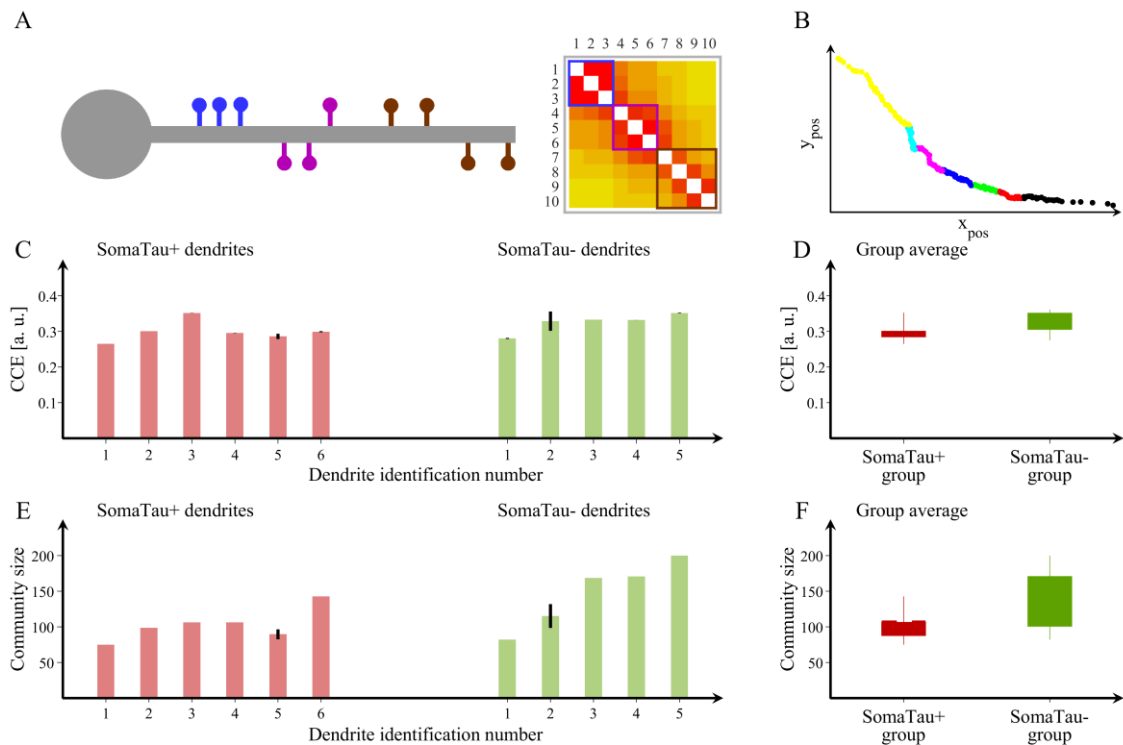 A
1 2 3 4 5 6 7 8 9 10
1
2
3
4
5
6
7
8
9
10
B
y_pos
x_pos
C
SomaTau+ dendrites
SomaTau- dendrites
CCE [a. u.]
0.4
0.3
0.2
0.1
1 2 3 4 5 6
1 2 3 4 5
Dendrite identification number
D
Group average
CCE [a. u.]
0.4
0.3
0.2
0.1
SomaTau+
group
SomaTau-
group
E
SomaTau+ dendrites
SomaTau- dendrites
Community size
200
150
100
50
1 2 3 4 5 6
1 2 3 4 5
Dendrite identification number
F
Group average
Community size
200
150
100
50
SomaTau+
group
SomaTau-
group